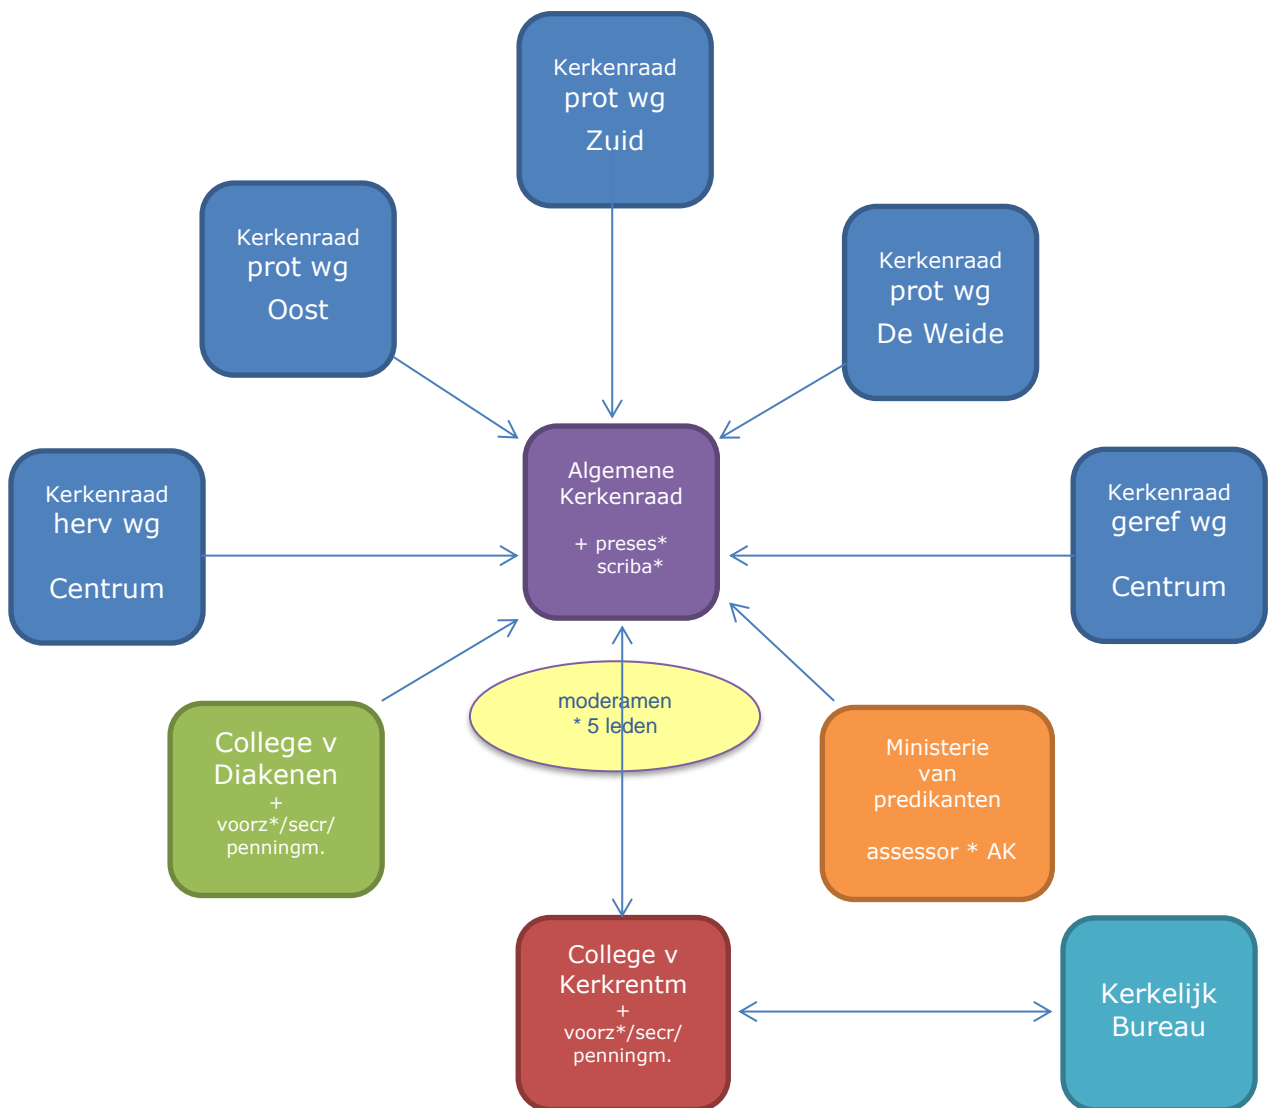 Kerkenraad
prot wg
Zuid
Kerkenraad
prot wg
Oost
Kerkenraad
prot wg
De Weide
Kerkenraad
herv wg
Centrum
Algemene
Kerkenraad
+ preses*
scriba*
Kerkenraad
geref wg
Centrum
moderamen
* 5 leden
College v
Diakenen
+
voorz*/secr/
penningm.
Ministerie
van
predikanten
assessor * AK
College v
Kerkrentm
+
voorz*/secr/
penningm.
Kerkelijk
Bureau